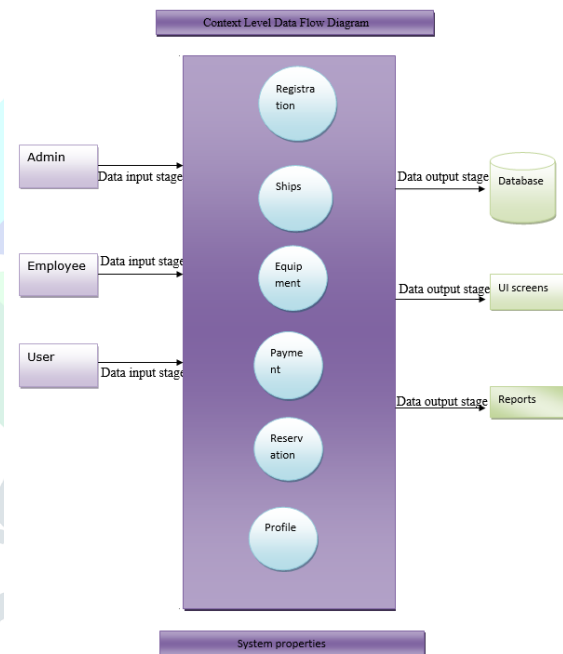 Context Level Data Flow Diagram
Registra
tion
Admin
Data input stage
Ships
Data output stage
Database
Employee
Data input stage
Equip
ment
Data output stage
UI screens
User
Data input stage
Payme
nt
Data output stage
Reports
Reserv
ation
Profile
System properties